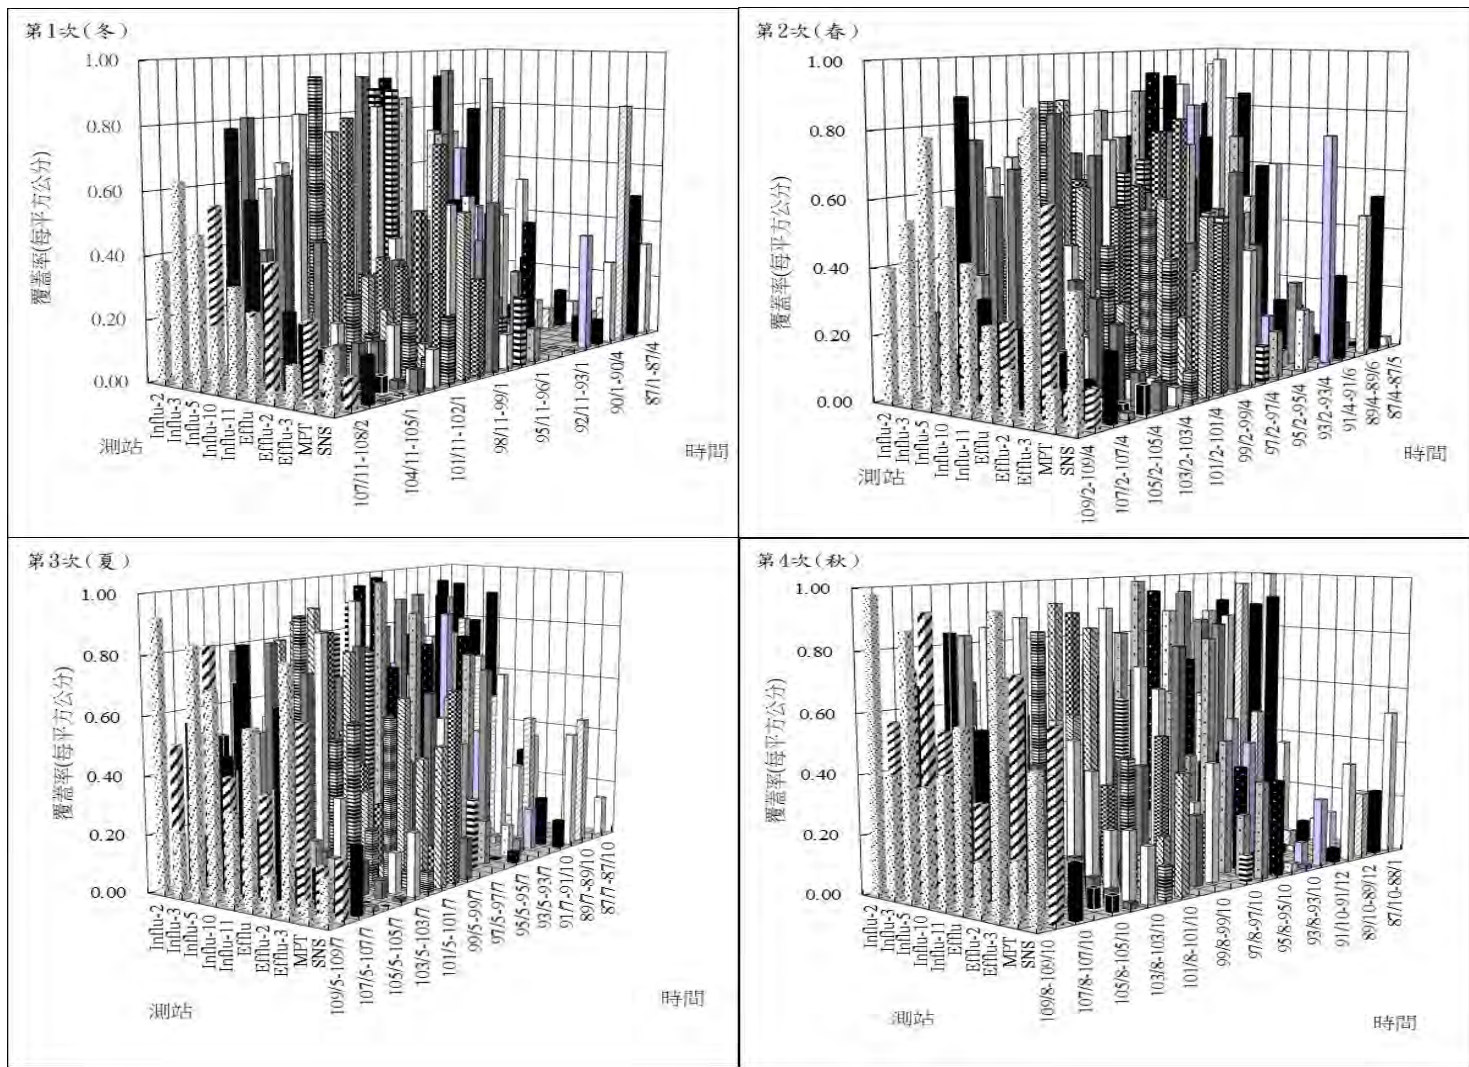 第1次(冬)
1.00
0.80
0.60
0.40
0.20
0.00
覆蓋率(每平方公分)
Influ-2
Influ-3
Influ-5
Influ-10
Influ-11
Efflu
Efflu-2
Efflu-3
MPT
SNS
測站
107/11-108/2
104/11-105/1
101/11-102/1
98/11-99/1
95/11-96/1
92/11-93/1
90/1-90/4
87/1-87/4
時間
第2次(春)
1.00
0.80
0.60
0.40
0.20
0.00
覆蓋率(每平方公分)
Influ-2
Influ-3
Influ-5
Influ-10
Influ-11
Efflu
Efflu-2
Efflu-3
MPT
SNS
測站
109/2-109/4
107/2-107/4
105/2-105/4
103/2-103/4
101/2-101/4
99/2-99/4
97/2-97/4
95/2-95/4
93/2-93/4
91/4-91/6
89/4-89/6
87/4-87/5
時間
第3次(夏)
1.00
0.80
0.60
0.40
0.20
0.00
覆蓋率(每平方公分)
Influ-2
Influ-3
Influ-5
Influ-10
Influ-11
Efflu
Efflu-2
Efflu-3
MPT
SNS
測站
109/5-109/7
107/5-107/7
105/5-105/7
103/5-103/7
101/5-101/7
99/5-99/7
97/5-97/7
95/5-95/7
93/5-93/7
91/7-91/10
89/7-89/10
87/7-87/10
時間
第4次(秋)
1.00
0.80
0.60
0.40
0.20
0.00
覆蓋率(每平方公分)
Influ-2
Influ-3
Influ-5
Influ-10
Influ-11
Efflu
Efflu-2
Efflu-3
MPT
SNS
測站
109/8-109/10
107/8-107/10
105/8-105/10
103/8-103/10
101/8-101/10
99/8-99/10
97/8-97/10
95/8-95/10
93/8-93/10
91/10-91/12
89/10-89/12
87/10-88/1
時間